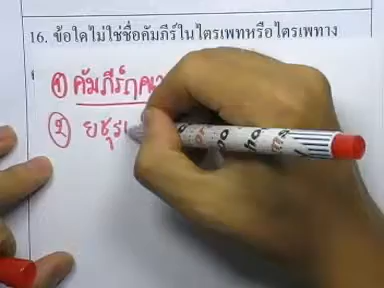 16. ข้อใดไม่ใช่ชื่อคัมภีร์ในไตรเพทหรือไตรเพทาง
① คัมภีร์ฤคเว
② ยชุรเ